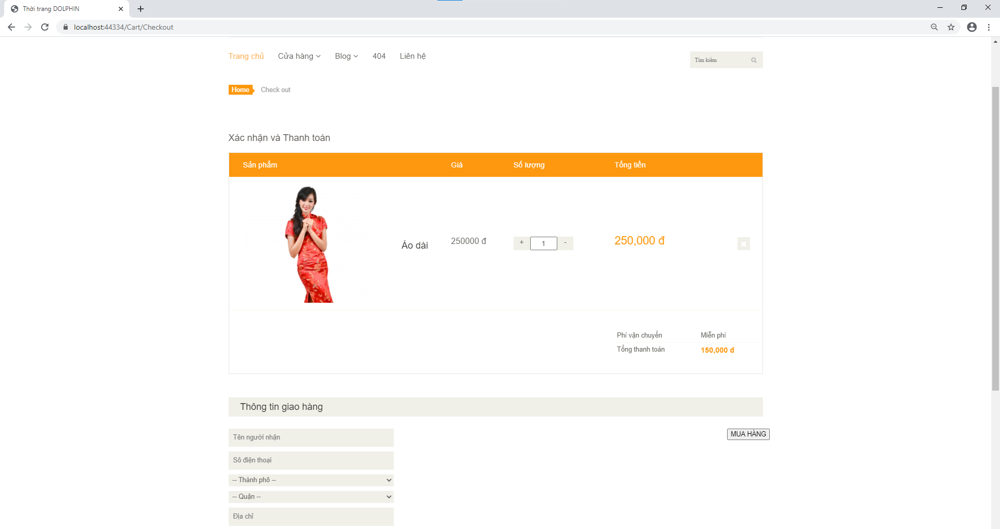 Thời trang DOLPHIN
localhost:44334/Cart/Checkout
Trang chủ Cửa hàng Blog 404 Liên hệ
Tìm kiếm
Home Check out
Xác nhận và Thanh toán
Sản phẩm Giá Số lượng Tổng tiền
Áo dài 250000 đ + 1 - 250,000 đ
Phí vận chuyển Miễn phí
Tổng thanh toán 150,000 đ
Thông tin giao hàng
Tên người nhận
MUA HÀNG
Số điện thoại
-- Thành phố --
-- Quận --
Địa chỉ